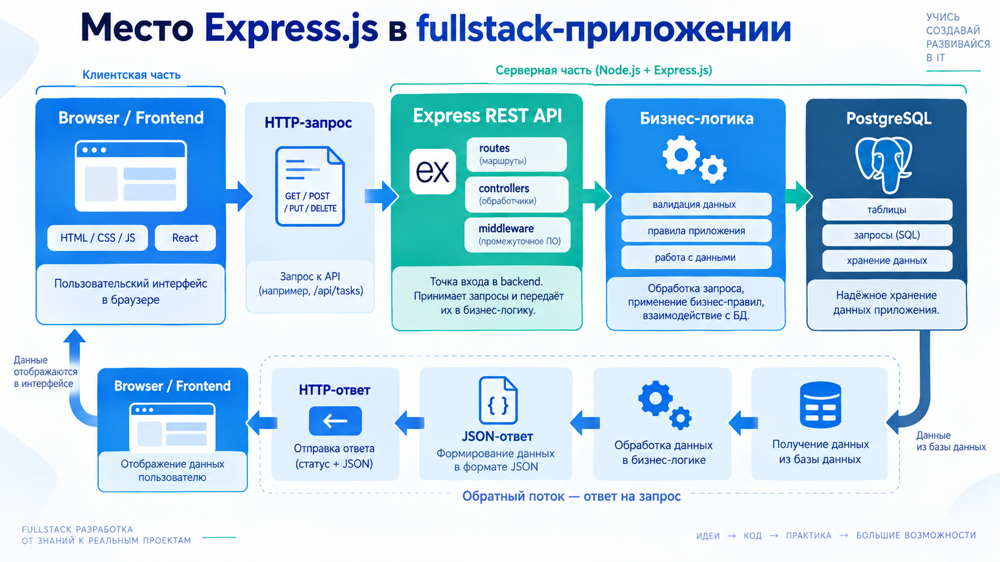 Место Express.js в fullstack-приложении
УЧИСЬ
СОЗДАВАЙ
РАЗВИВАЙСЯ
В IT
Клиентская часть
Серверная часть (Node.js + Express.js)
Browser / Frontend
HTML / CSS / JS
React
Пользовательский интерфейс
в браузере
HTTP-запрос
GET / POST
/ PUT / DELETE
Запрос к API
(например, /api/tasks)
Express REST API
ex
routes
(маршруты)
controllers
(обработчики)
middleware
(промежуточное ПО)
Точка входа в backend.
Принимает запросы и передаёт
их в бизнес-логику.
Бизнес-логика
валидация данных
правила приложения
работа с данными
Обработка запроса,
применение бизнес-правил,
взаимодействие с БД.
PostgreSQL
таблицы
запросы (SQL)
хранение данных
Надёжное хранение
данных приложения.
Данные
отображаются
в интерфейсе
Browser / Frontend
Отображение данных
пользователю
HTTP-ответ
Отправка ответа
(статус + JSON)
{ }
JSON-ответ
Формирование данных
в формате JSON
Обработка данных
в бизнес-логике
Получение данных
из базы данных
Данные
из базы данных
Обратный поток — ответ на запрос
FULLSTACK РАЗРАБОТКА
ОТ ЗНАНИЙ К РЕАЛЬНЫМ ПРОЕКТАМ
ИДЕИ → КОД → ПРАКТИКА → БОЛЬШИЕ ВОЗМОЖНОСТИ